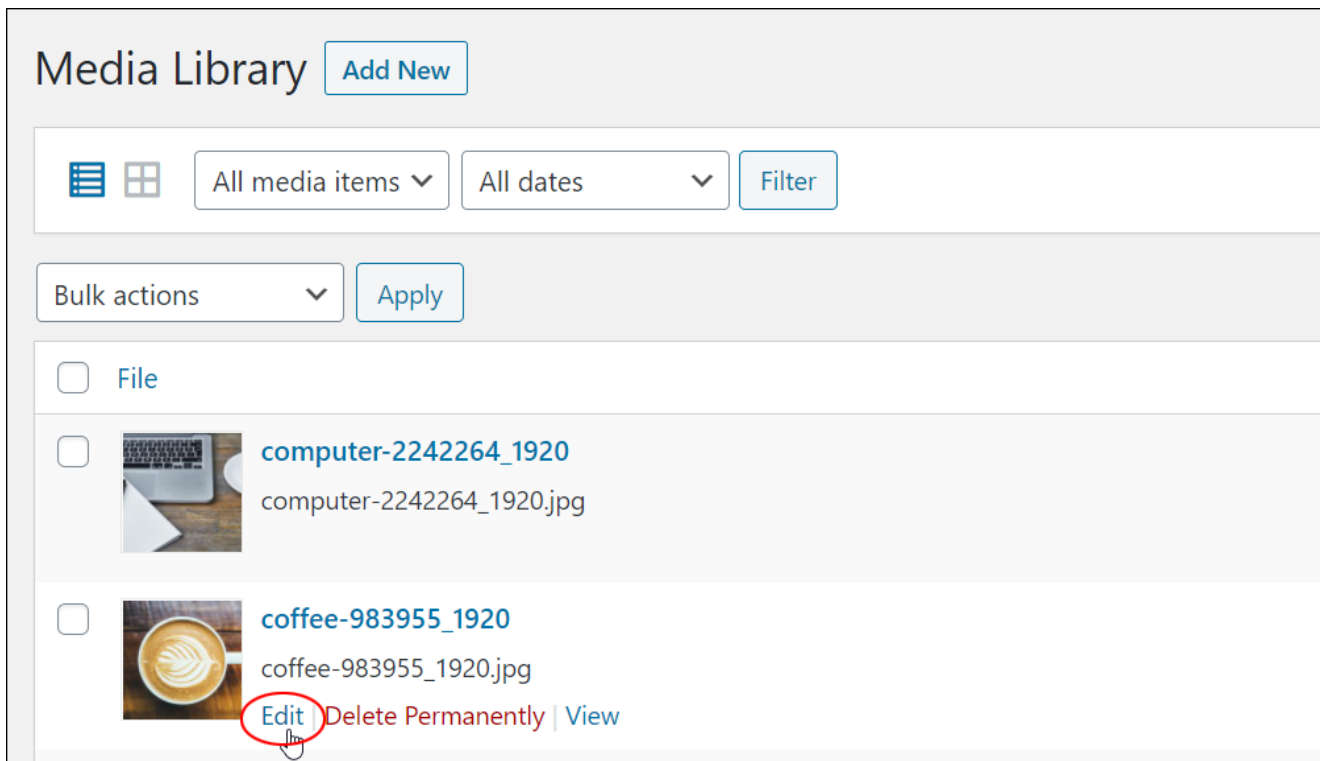 Media Library Add New
All media items All dates Filter
Bulk actions Apply
File
computer-2242264_1920
computer-2242264_1920.jpg
coffee-983955_1920
coffee-983955_1920.jpg
Edit | Delete Permanently | View